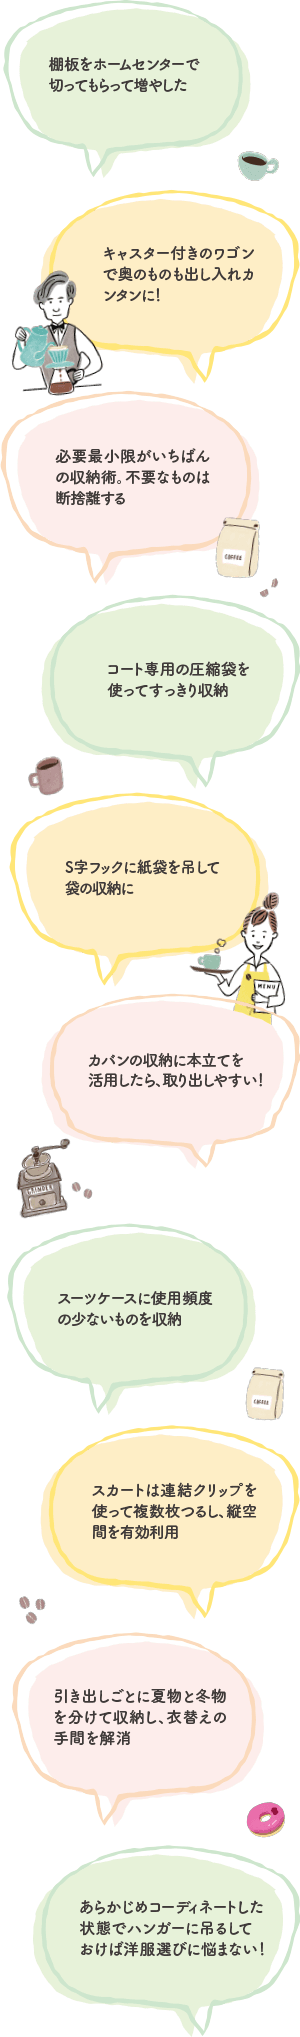 棚板をホームセンターで
切ってもらって増やした
キャスター付きのワゴン
で奥のものも出し入れカ
ンタンに！
必要最小限がいちばん
の収納術。不要なものは
断捨離する
COFFEE
コート専用の圧縮袋を
使ってすっきり収納
S字フックに紙袋を吊して
袋の収納に
MENU
カバンの収納に本立てを
活用したら、取り出しやすい！
GRINDER
スーツケースに使用頻度
の少ないものを収納
COFFEE
スカートは連結クリップを
使って複数枚つるし、縦空
間を有効利用
引き出しごとに夏物と冬物
を分けて収納し、衣替えの
手間を解消
あらかじめコーディネートした
状態でハンガーに吊るして
おけば洋服選びに悩まない！